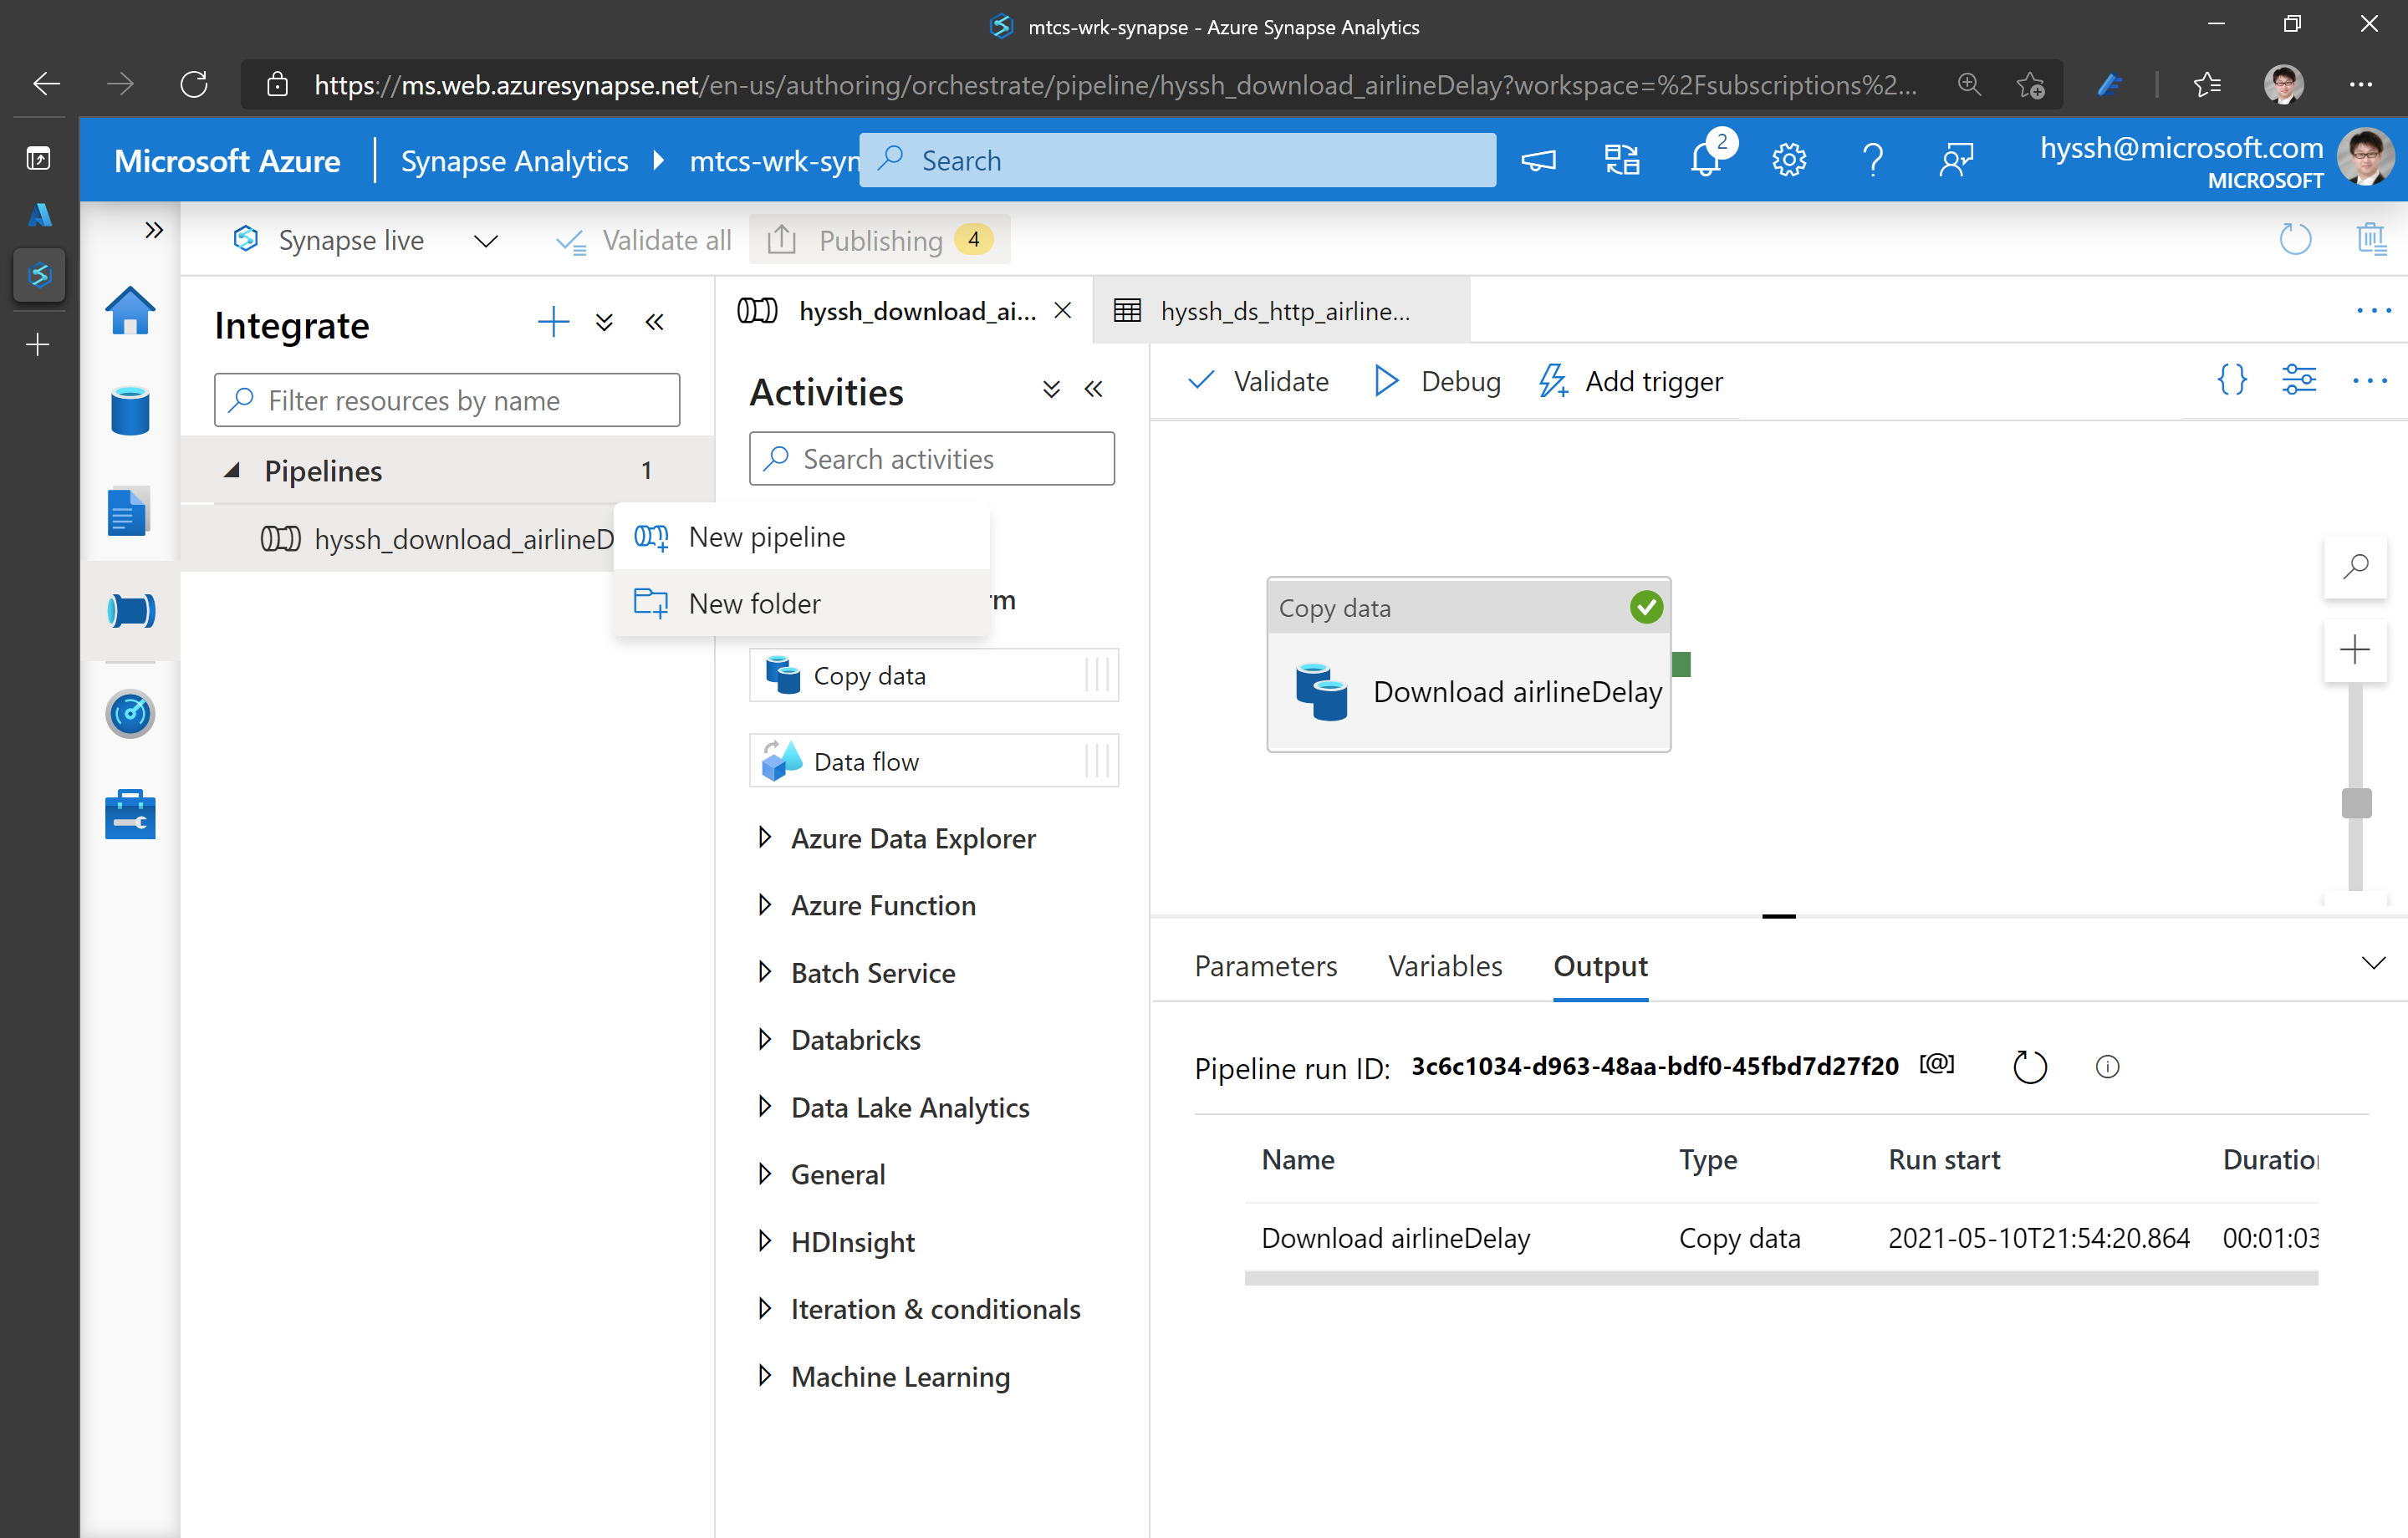 mtcs-wrk-synapse - Azure Synapse Analytics
https://ms.web.azuresynapse.net/en-us/authoring/orchestrate/pipeline/hyssh_download_airlineDelay?workspace=%2Fsubscriptions%2...
Microsoft Azure
Synapse Analytics
mtcs-wrk-syn
Search
2
hyssh@microsoft.com
MICROSOFT
Synapse live
Validate all
Publishing
4
Integrate
Filter resources by name
Pipelines
1
hyssh_download_airlineD
New pipeline
New folder
hyssh_download_ai...
hyssh_ds_http_airline...
Activities
Search activities
rm
Copy data
Data flow
Azure Data Explorer
Azure Function
Batch Service
Databricks
Data Lake Analytics
General
HDInsight
Iteration & conditionals
Machine Learning
Validate
Debug
Add trigger
Copy data
Download airlineDelay
Parameters
Variables
Output
Pipeline run ID: 3c6c1034-d963-48aa-bdf0-45fbd7d27f20 [@]
Name Type Run start Duration
Download airlineDelay Copy data 2021-05-10T21:54:20.864 00:01:03